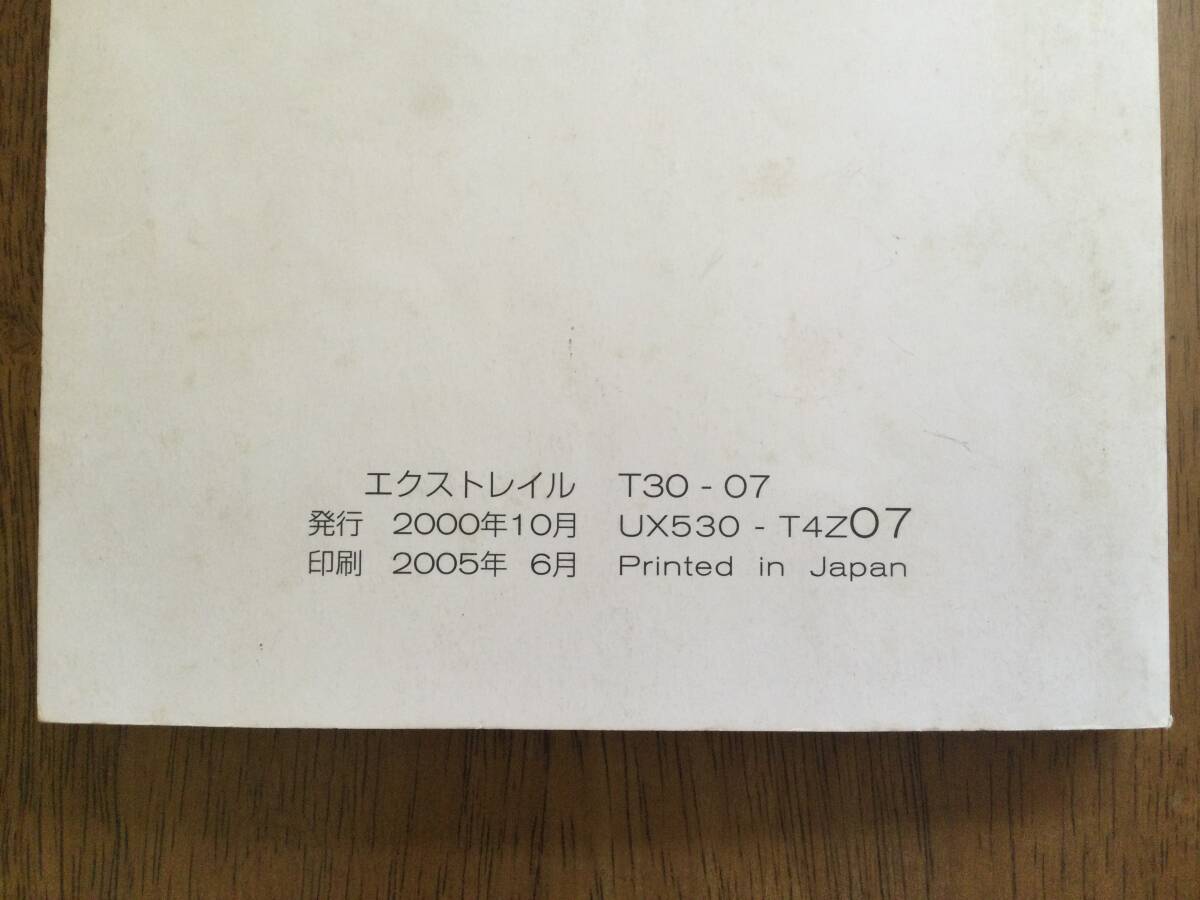 エクストレイル T30 - 07
発行 2000年10月 UX530 - T4Z07
印刷 2005年 6月 Printed in Japan